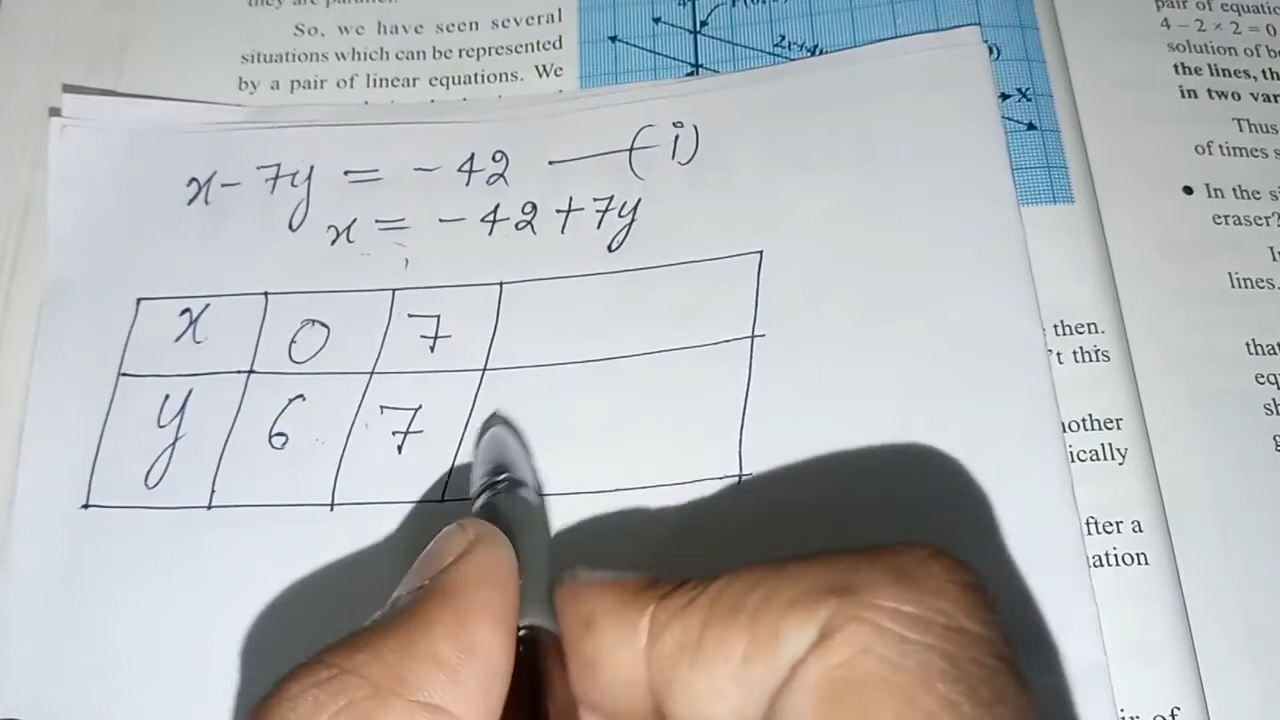 So, we have seen several
situations which can be represented
by a pair of linear equations. We
x - 7y = - 42 —(i)
x = - 42 + 7y
x 0 7
y 6 7
X
then.
't this
nother
ically
fter a
ation
pair of equatic
4 – 2 × 2 = 0
solution of b
the lines, th
in two var
Thus
of times s
• In the s
eraser?
lines.
that
eq